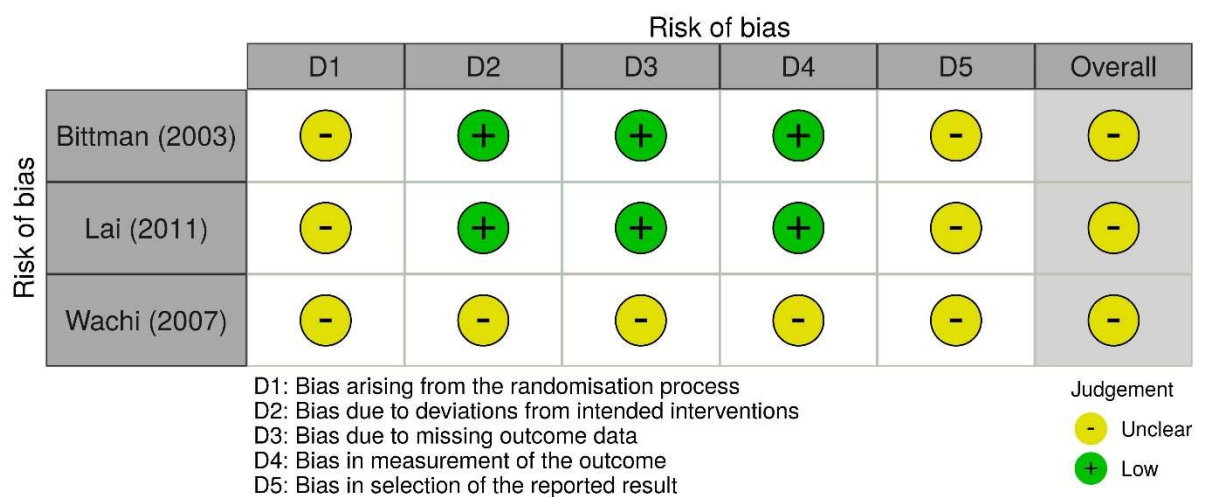 Risk of bias
D1 D2 D3 D4 D5 Overall
Risk of bias
Bittman (2003) - + + + - -
Lai (2011) - + + + - -
Wachi (2007) - - - - - -
D1: Bias arising from the randomisation process
D2: Bias due to deviations from intended interventions
D3: Bias due to missing outcome data
D4: Bias in measurement of the outcome
D5: Bias in selection of the reported result
Judgement
- Unclear
+ Low